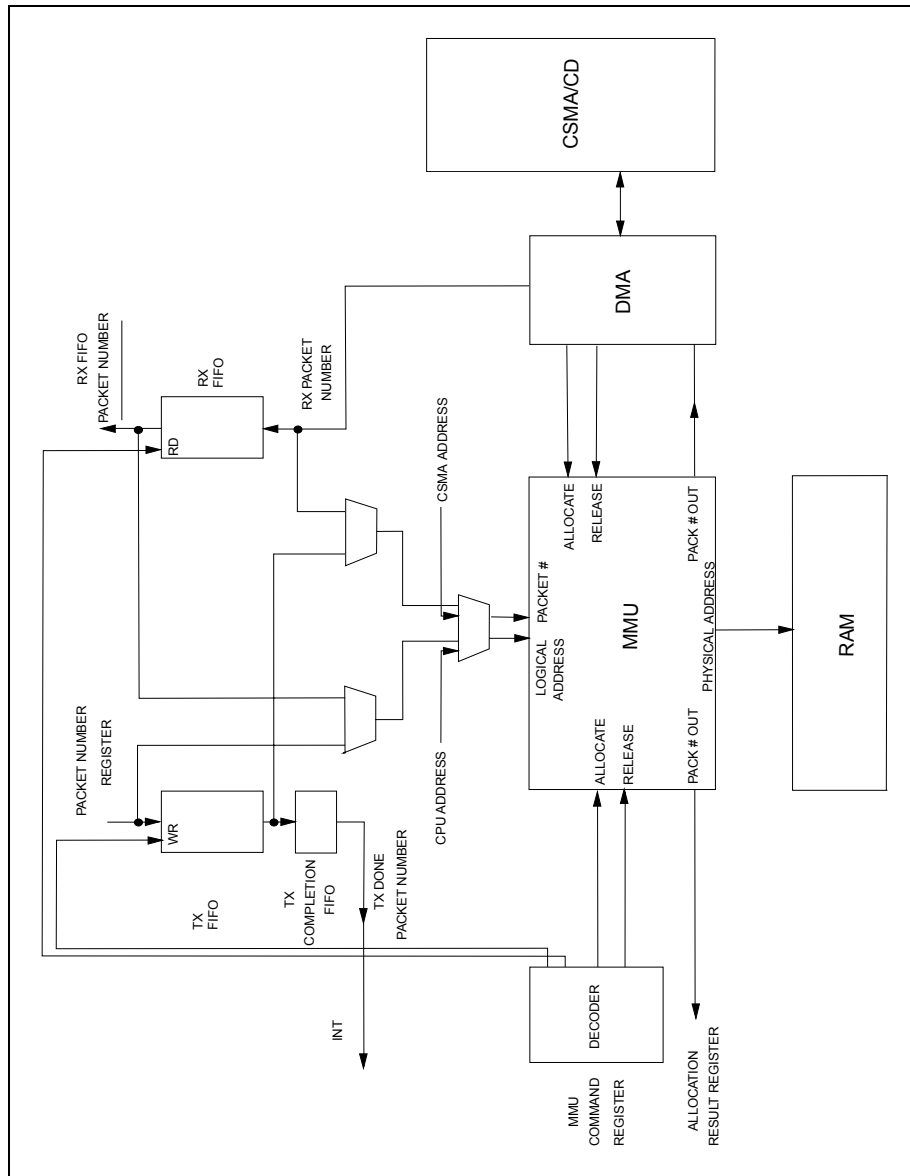 CSMA/CD
DMA
RX FIFO
PACKET NUMBER
RX
FIFO
RD
RX PACKET
NUMBER
CSMA ADDRESS
ALLOCATE
RELEASE
PACK # OUT
PACKET #
LOGICAL
ADDRESS
MMU
PHYSICAL ADDRESS
RAM
ALLOCATE
RELEASE
PACK # OUT
CPU ADDRESS
PACKET NUMBER
REGISTER
WR
TX
FIFO
TX
COMPLETION
FIFO
TX DONE
PACKET NUMBER
INT
DECODER
MMU
COMMAND
REGISTER
ALLOCATION
RESULT REGISTER